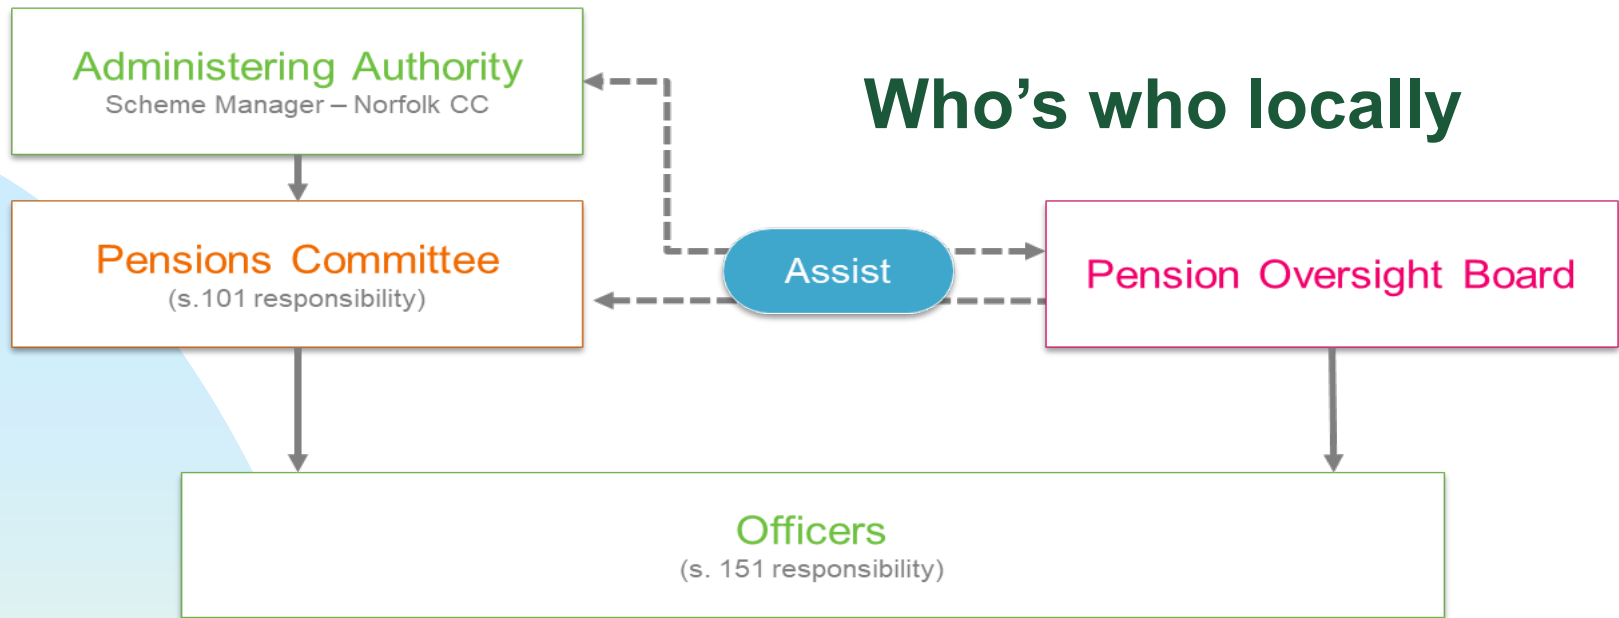 Administering Authority
Scheme Manager – Norfolk CC
Who’s who locally
Pensions Committee
(s.101 responsibility)
Assist
Pension Oversight Board
Officers
(s. 151 responsibility)